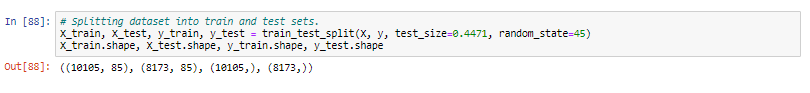 In [88]: # Splitting dataset into train and test sets.
X_train, X_test, y_train, y_test = train_test_split(X, y, test_size=0.4471, random_state=45)
X_train.shape, X_test.shape, y_train.shape, y_test.shape
Out[88]: ((10105, 85), (8173, 85), (10105,), (8173,))